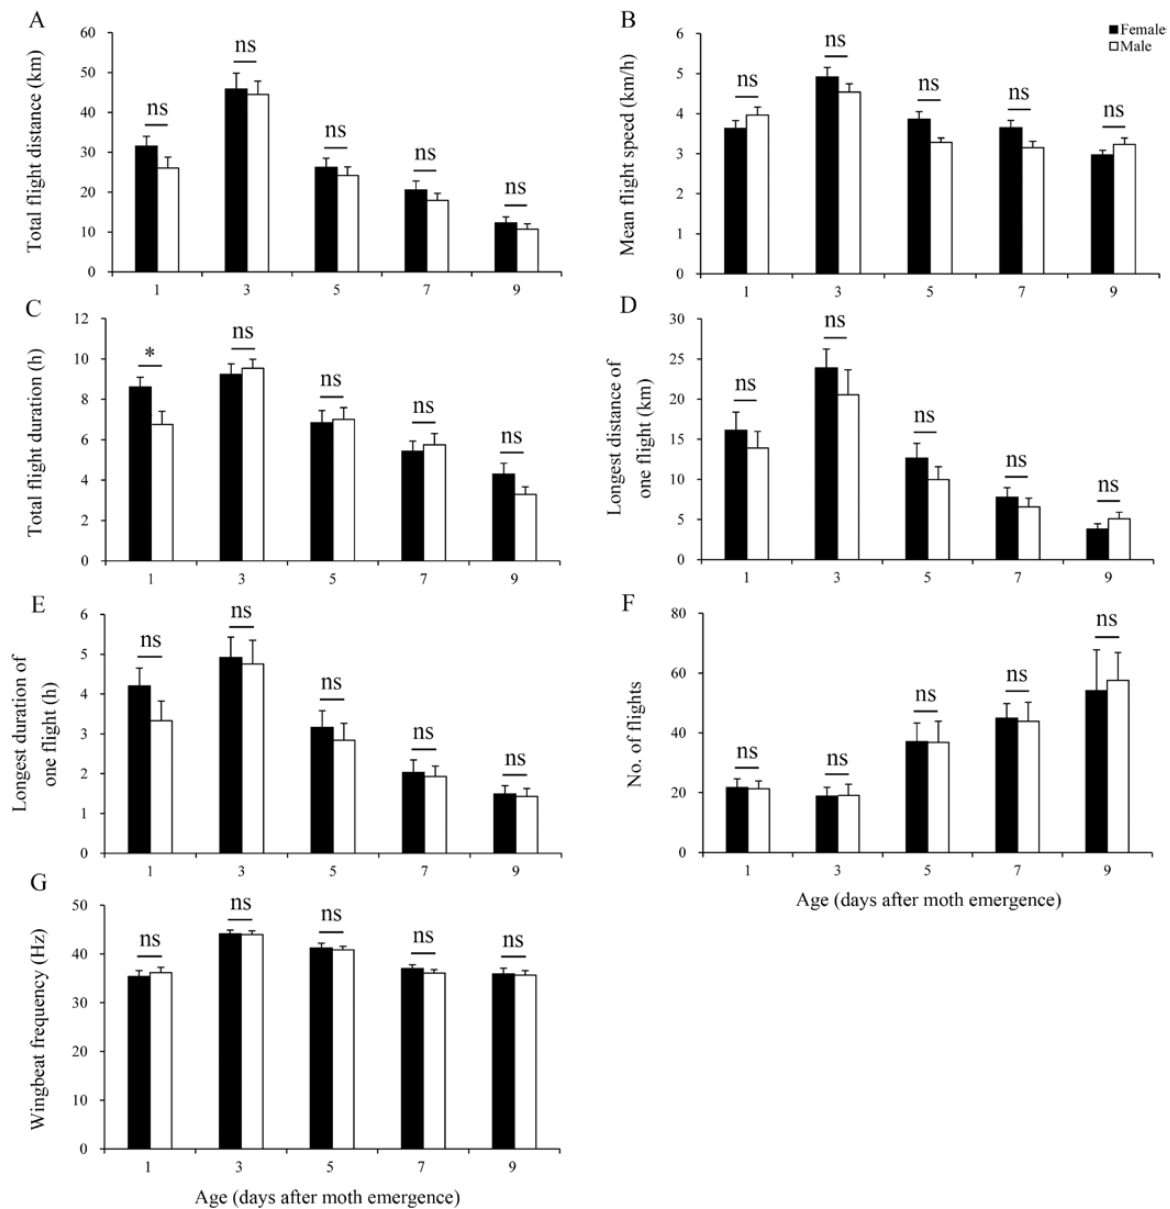 A
Total flight distance (km)
60
50
40
30
20
10
0
ns
ns
ns
ns
ns
1 3 5 7 9
B
Female
Male
Mean flight speed (km/h)
6
5
4
3
2
1
0
ns
ns
ns
ns
ns
1 3 5 7 9
C
Total flight duration (h)
12
10
8
6
4
2
0
*
ns
ns
ns
ns
1 3 5 7 9
D
Longest distance of
one flight (km)
30
25
20
15
10
5
0
ns
ns
ns
ns
ns
1 3 5 7 9
E
Longest duration of
one flight (h)
6
5
4
3
2
1
0
ns
ns
ns
ns
ns
1 3 5 7 9
F
No. of flights
80
60
40
20
0
ns
ns
ns
ns
ns
1 3 5 7 9
Age (days after moth emergence)
G
Wingbeat frequency (Hz)
50
40
30
20
10
0
ns
ns
ns
ns
ns
1 3 5 7 9
Age (days after moth emergence)